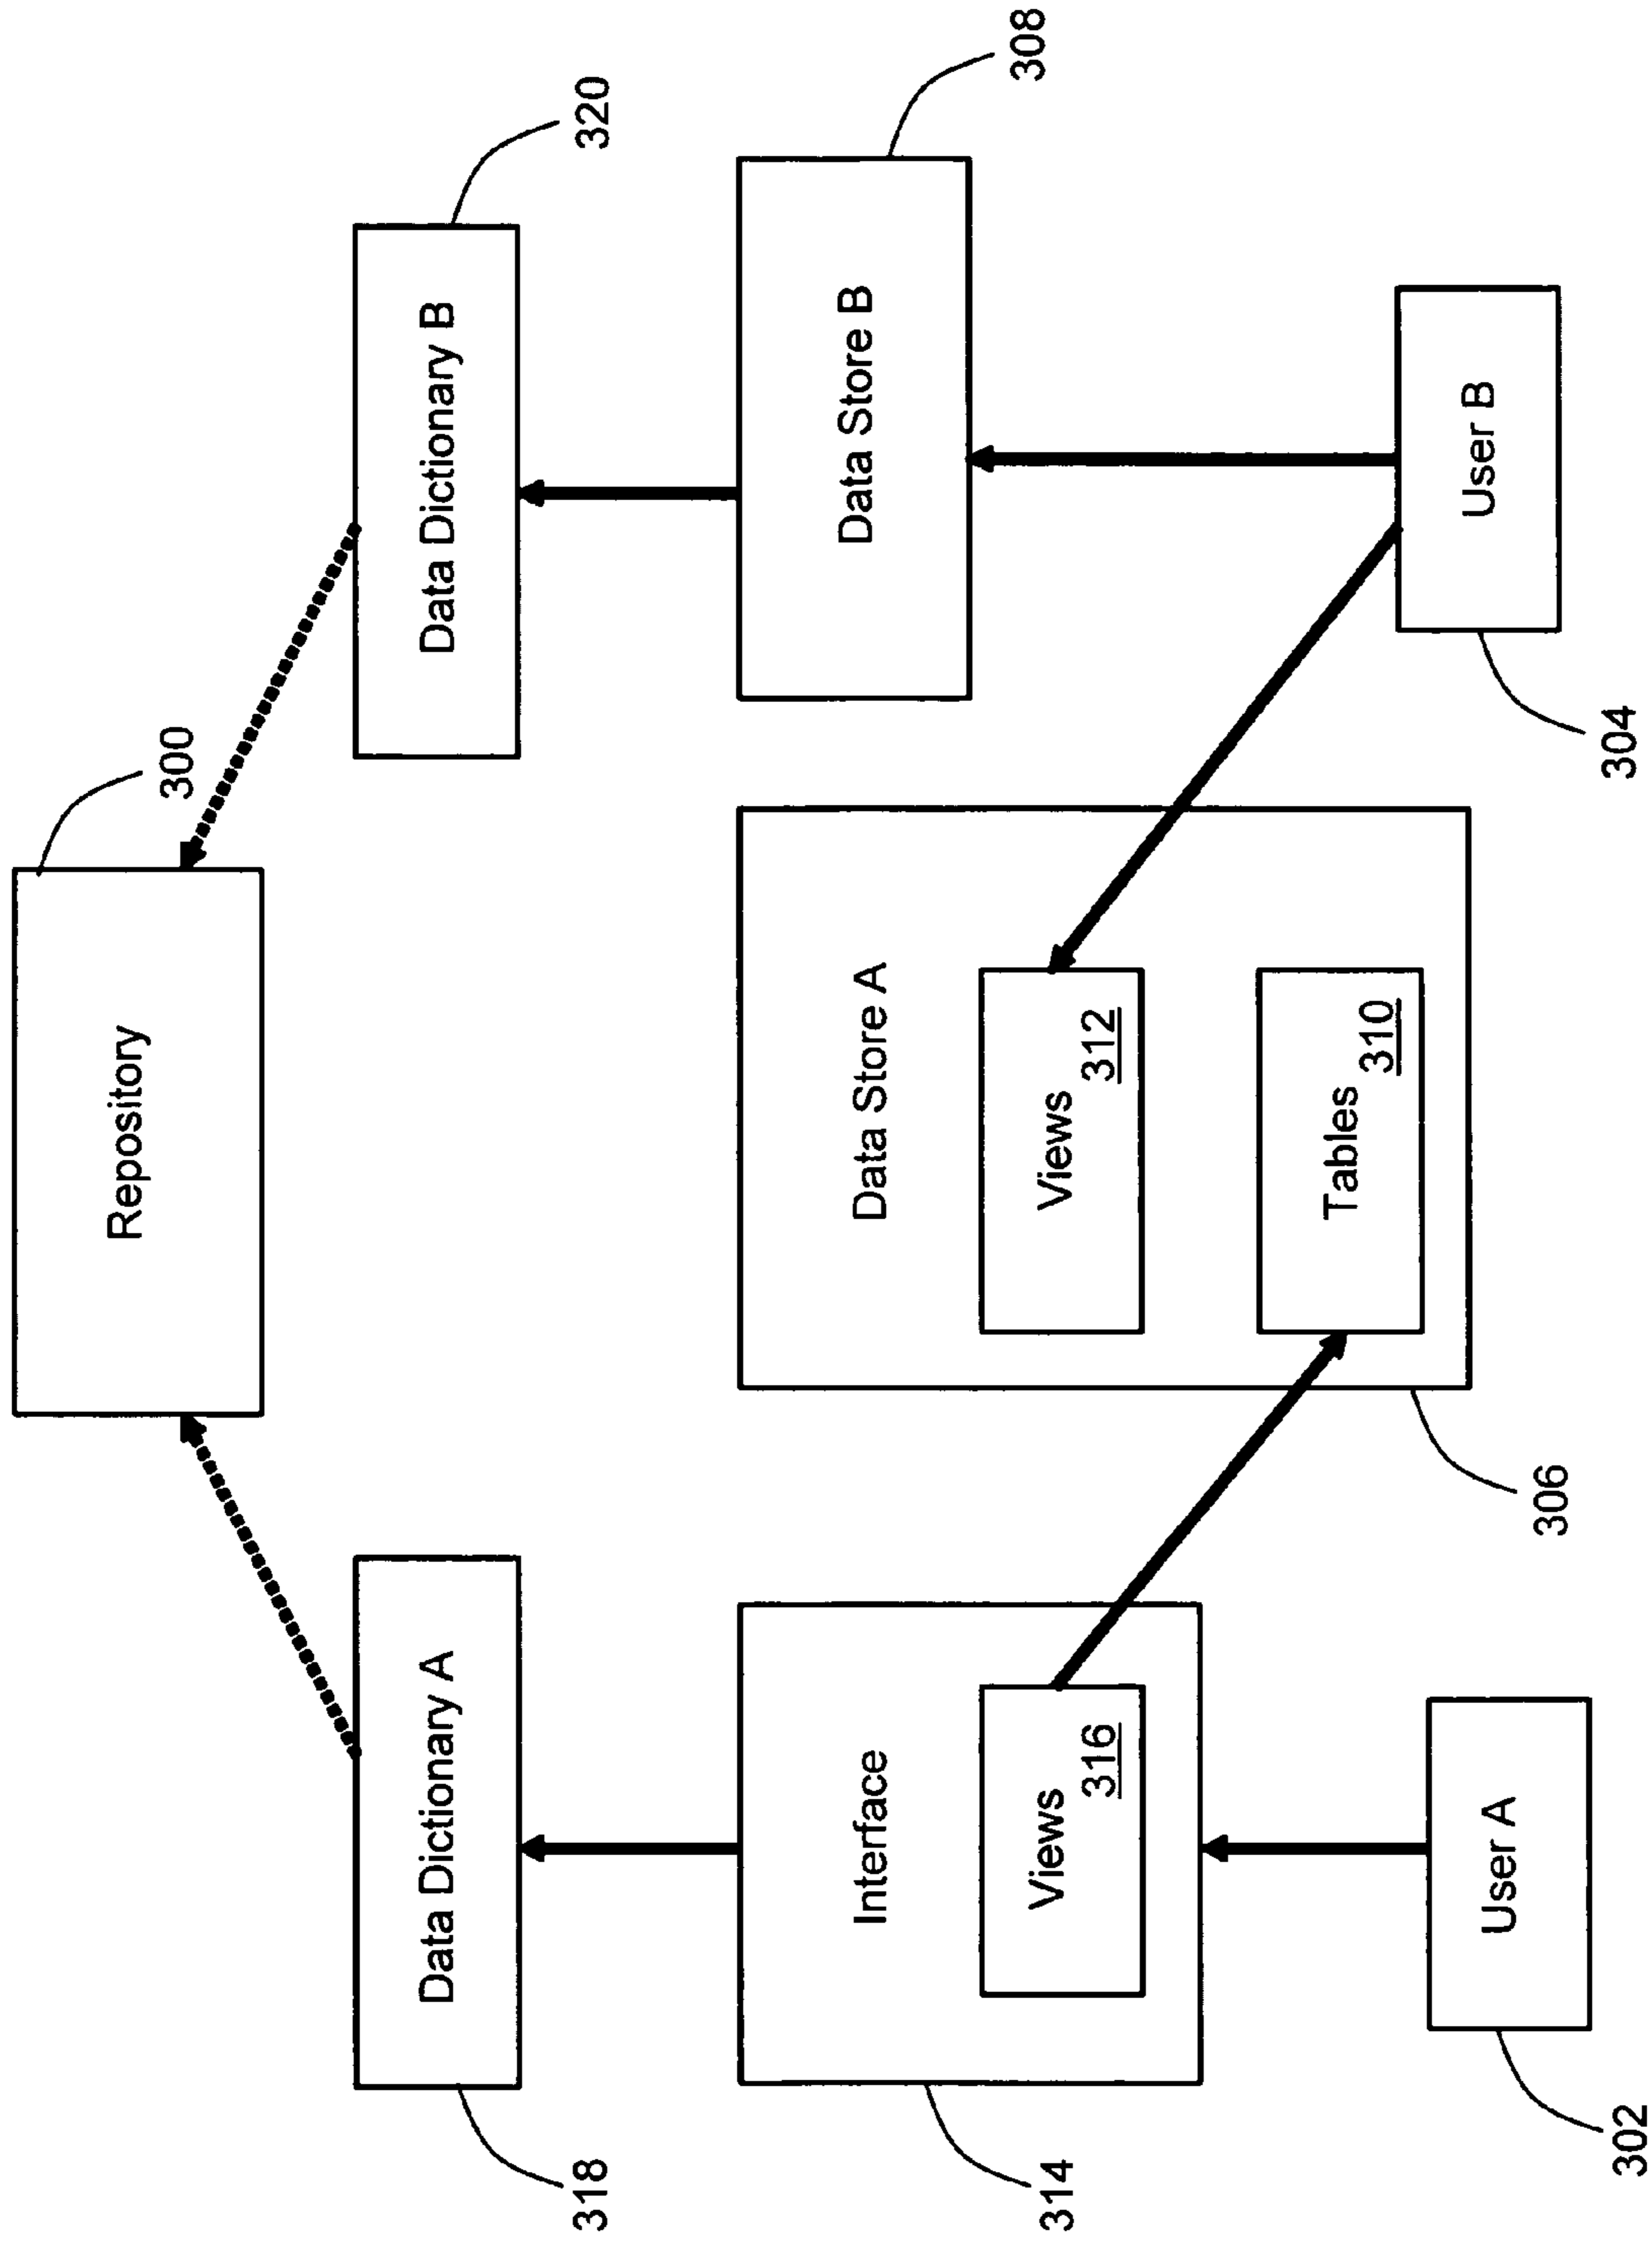 Repository
300
Data Dictionary A
318
Data Dictionary B
320
Interface
Views
316
314
Data Store A
Views
312
Tables
310
306
Data Store B
308
User A
302
User B
304